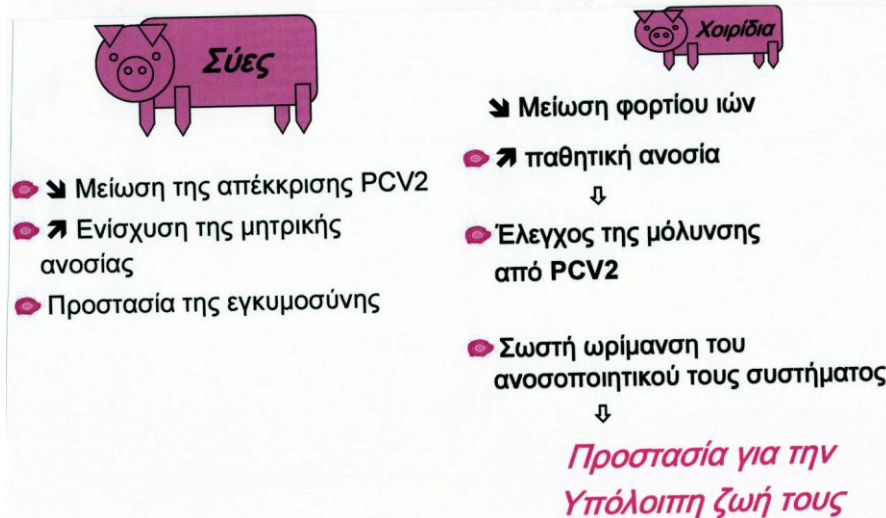 Σύες
🡖 Μείωση της απέκκρισης PCV2
🡕 Ενίσχυση της μητρικής
ανοσίας
Προστασία της εγκυμοσύνης
Χοιρίδια
🡖 Μείωση φορτίου ιών
🡕 παθητική ανοσία
⇩
Έλεγχος της μόλυνσης
από PCV2
Σωστή ωρίμανση του
ανοσοποιητικού τους συστήματος
⇩
Προστασία για την
Υπόλοιπη ζωή τους